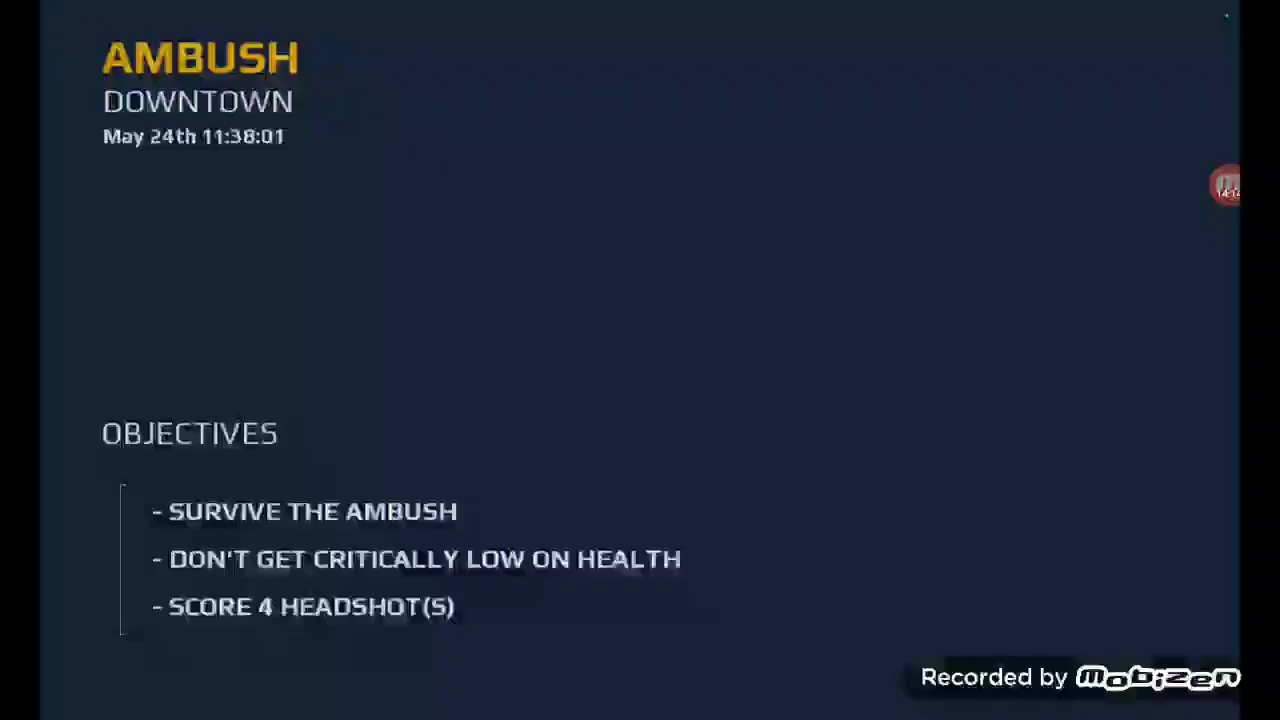 AMBUSH
DOWNTOWN
May 24th 11:38:01
OBJECTIVES
- SURVIVE THE AMBUSH
- DON'T GET CRITICALLY LOW ON HEALTH
- SCORE 4 HEADSHOT(S)
Recorded by Mobizen